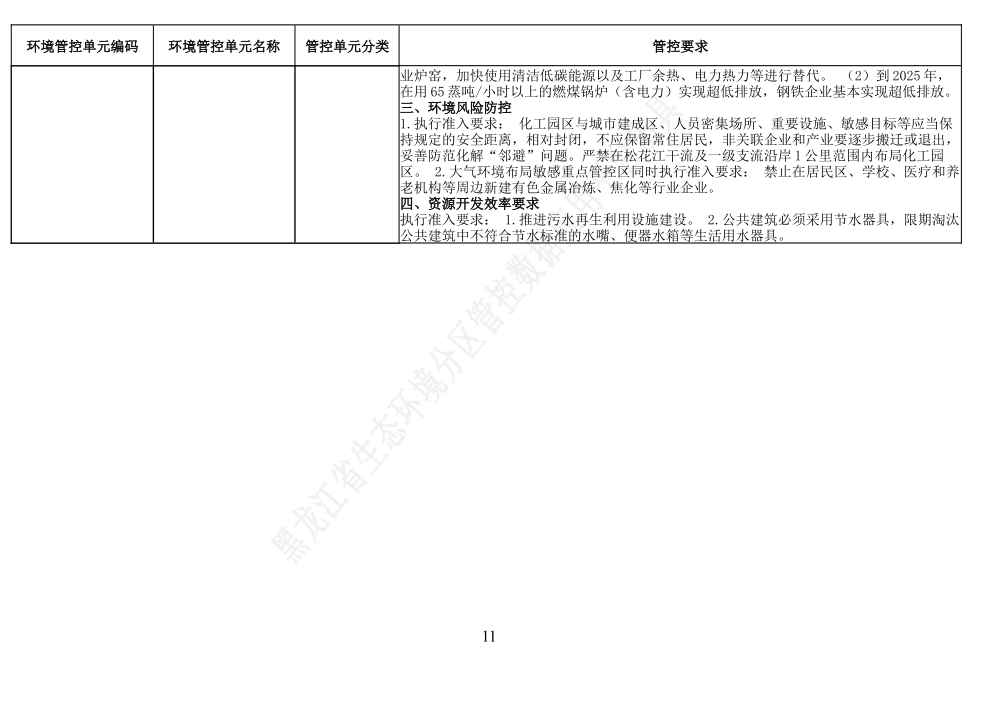 环境管控单元编码 环境管控单元名称 管控单元分类 管控要求
业炉窑，加快使用清洁低碳能源以及工厂余热、电力热力等进行替代。 （2）到2025年，
在用65蒸吨/小时以上的燃煤锅炉（含电力）实现超低排放，钢铁企业基本实现超低排放。
三、环境风险防控
1.执行准入要求： 化工园区与城市建成区、人员密集场所、重要设施、敏感目标等应当保
持规定的安全距离，相对封闭，不应保留常住居民，非关联企业和产业要逐步搬迁或退出，
妥善防范化解“邻避”问题。严禁在松花江干流及一级支流沿岸1公里范围内布局化工园
区。 2.大气环境布局敏感重点管控区同时执行准入要求： 禁止在居民区、学校、医疗和养
老机构等周边新建有色金属冶炼、焦化等行业企业。
四、资源开发效率要求
执行准入要求： 1.推进污水再生利用设施建设。 2.公共建筑必须采用节水器具，限期淘汰
公共建筑中不符合节水标准的水嘴、便器水箱等生活用水器具。
黑龙江省生态环境分区管控数据
11